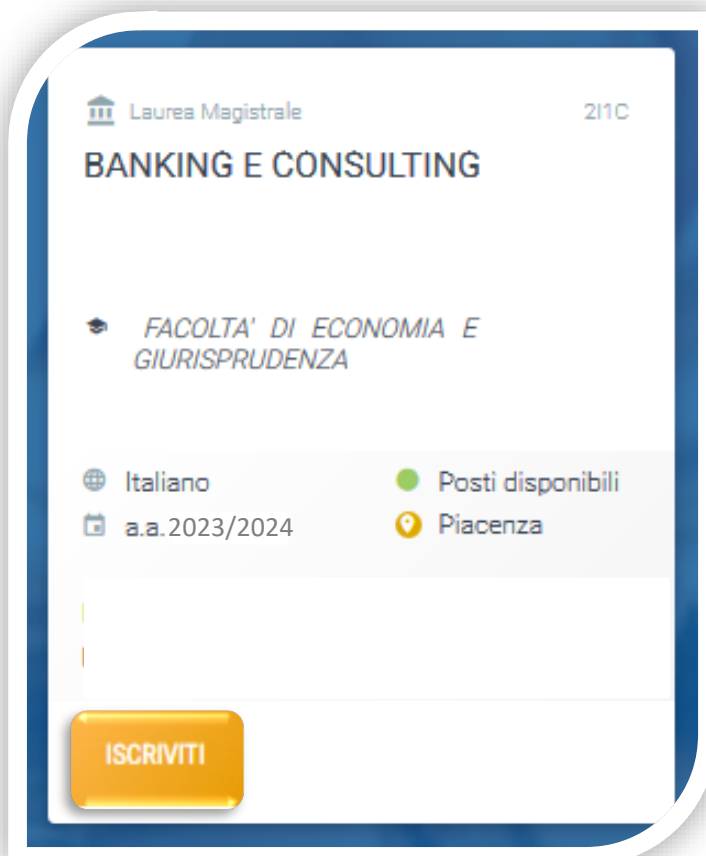 Laurea Magistrale 2I1C
BANKING E CONSULTING
FACOLTA' DI ECONOMIA E
GIURISPRUDENZA
Italiano Posti disponibili
a.a. 2023/2024 Piacenza
ISCRIVITI